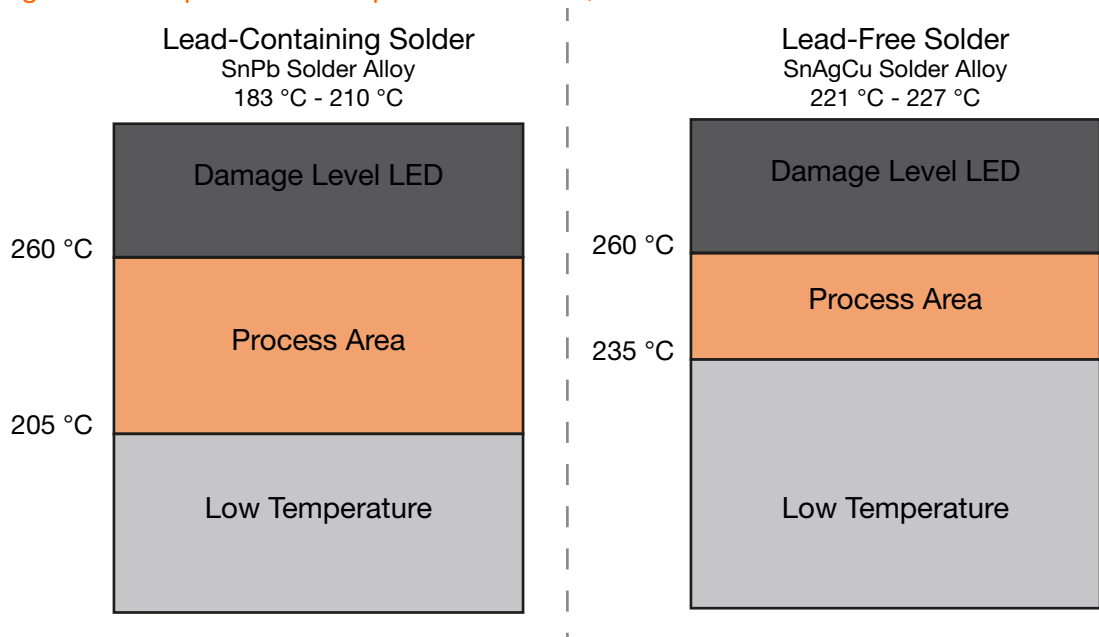 Lead-Containing Solder
SnPb Solder Alloy
183 °C - 210 °C
Damage Level LED
260 °C
Process Area
205 °C
Low Temperature
Lead-Free Solder
SnAgCu Solder Alloy
221 °C - 227 °C
Damage Level LED
260 °C
Process Area
235 °C
Low Temperature